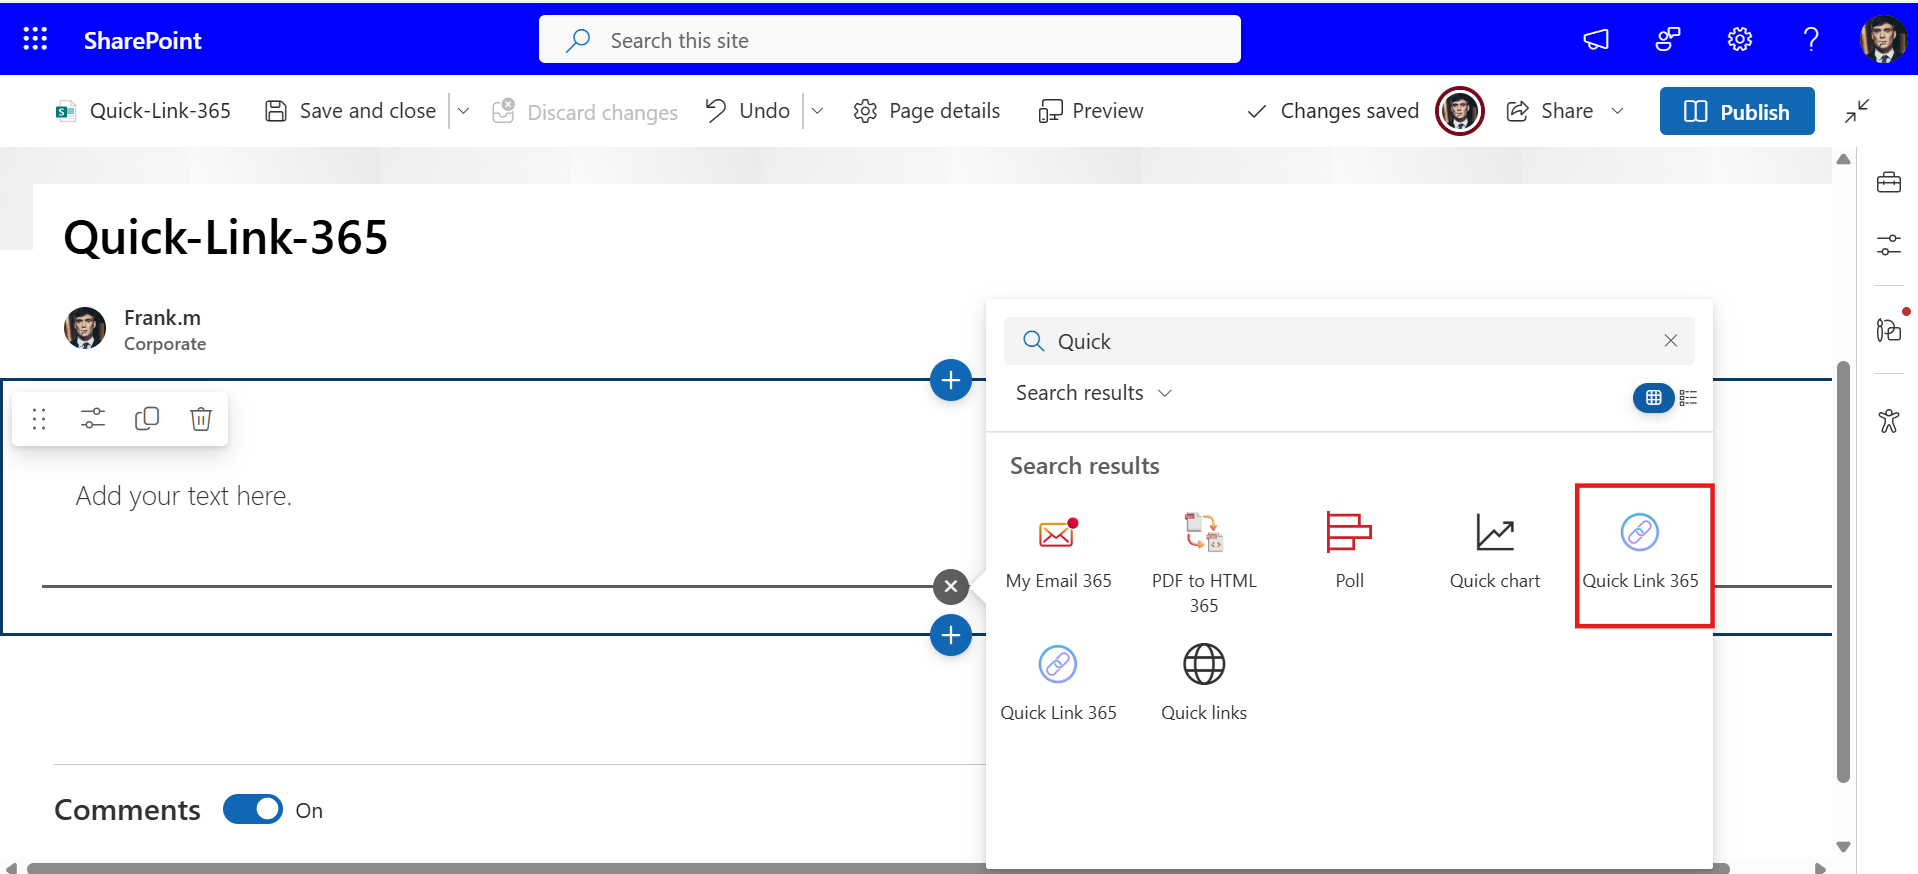 SharePoint
Search this site
Quick-Link-365
Save and close
Discard changes
Undo
Page details
Preview
Changes saved
Share
Publish
Quick-Link-365
Frank.m
Corporate
Add your text here.
Quick
Search results
Search results
My Email 365
PDF to HTML
365
Poll
Quick chart
Quick Link 365
Quick Link 365
Quick links
Comments
On